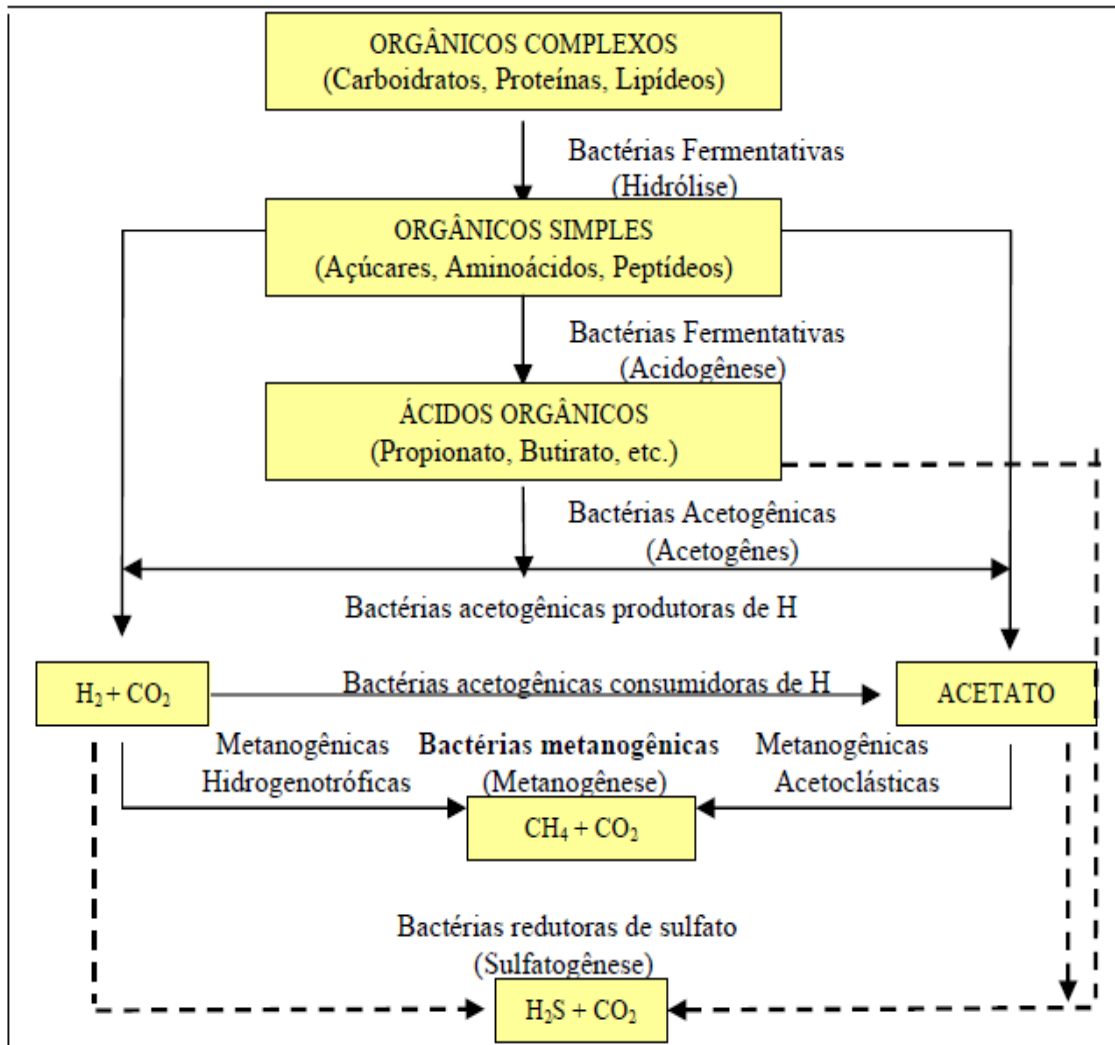 ORGÂNICOS COMPLEXOS
(Carboidratos, Proteínas, Lipídeos)
Bactérias Fermentativas
(Hidrólise)
ORGÂNICOS SIMPLES
(Açúcares, Aminoácidos, Peptídeos)
Bactérias Fermentativas
(Acidogênese)
ÁCIDOS ORGÂNICOS
(Propionato, Butirato, etc.)
Bactérias Acetogênicas
(Acetogênes)
Bactérias acetogênicas produtoras de H
H₂ + CO₂
Bactérias acetogênicas consumidoras de H
ACETATO
Metanogênicas
Hidrogenotróficas
Bactérias metanogênicas
(Metanogênese)
Metanogênicas
Acetoclásticas
CH₄ + CO₂
Bactérias redutoras de sulfato
(Sulfatogênese)
H₂S + CO₂